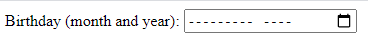 Birthday (month and year): --------- ----